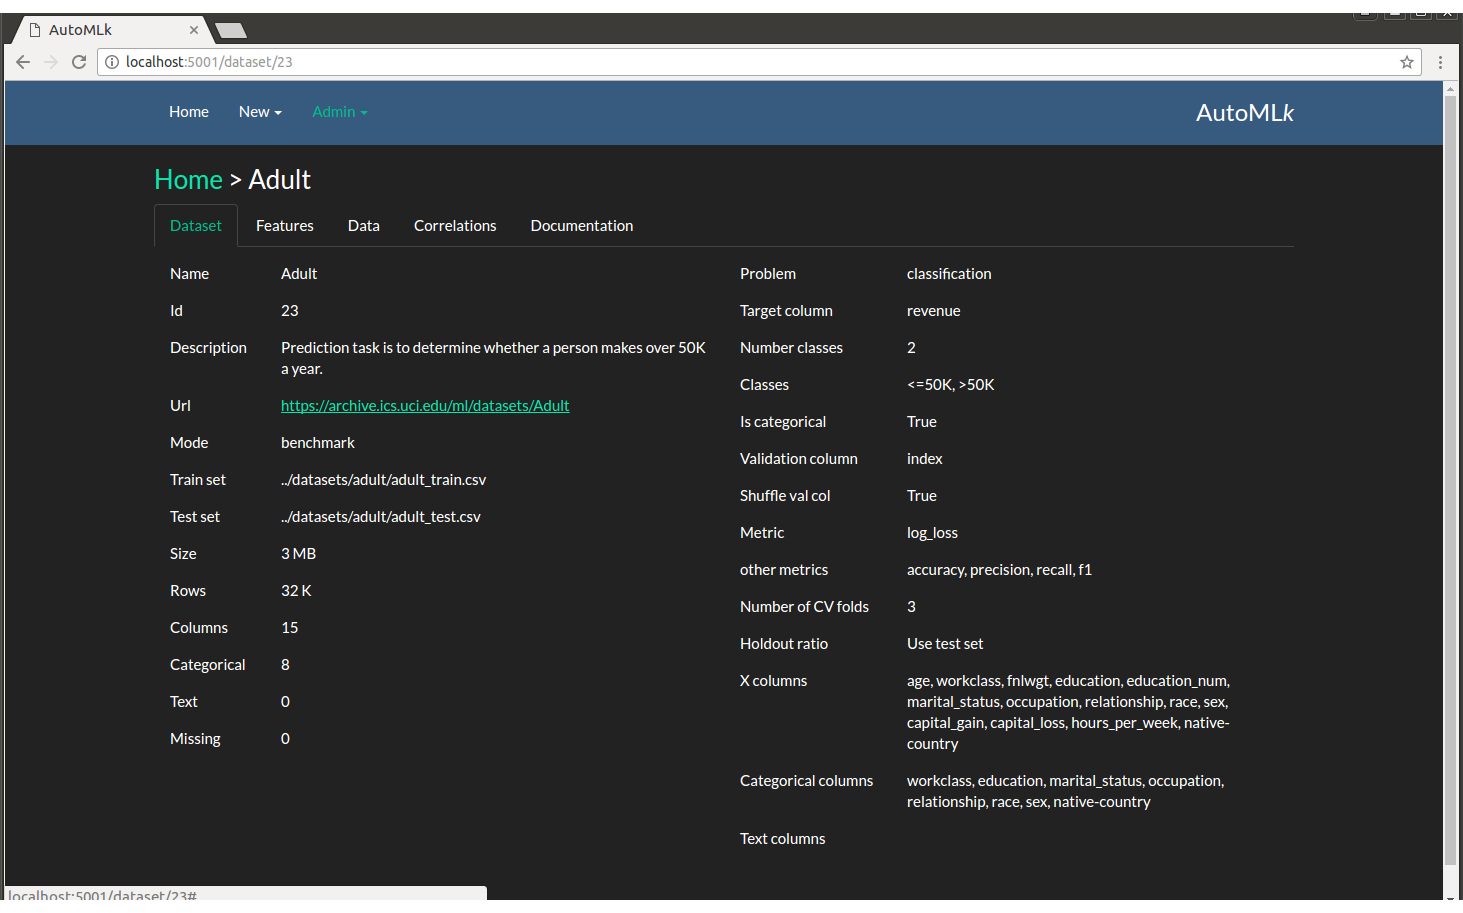 AutoMLk
localhost:5001/dataset/23
Home New Admin AutoMLk
Home > Adult
Dataset Features Data Correlations Documentation
Name Adult
Id 23
Description Prediction task is to determine whether a person makes over 50K
a year.
Url https://archive.ics.uci.edu/ml/datasets/Adult
Mode benchmark
Train set ../datasets/adult/adult_train.csv
Test set ../datasets/adult/adult_test.csv
Size 3 MB
Rows 32 K
Columns 15
Categorical 8
Text 0
Missing 0
Problem classification
Target column revenue
Number classes 2
Classes <=50K, >50K
Is categorical True
Validation column index
Shuffle val col True
Metric log_loss
other metrics accuracy, precision, recall, f1
Number of CV folds 3
Holdout ratio Use test set
X columns age, workclass, fnlwgt, education, education_num,
marital_status, occupation, relationship, race, sex,
capital_gain, capital_loss, hours_per_week, native-
country
Categorical columns workclass, education, marital_status, occupation,
relationship, race, sex, native-country
Text columns
localhost:5001/dataset/23#